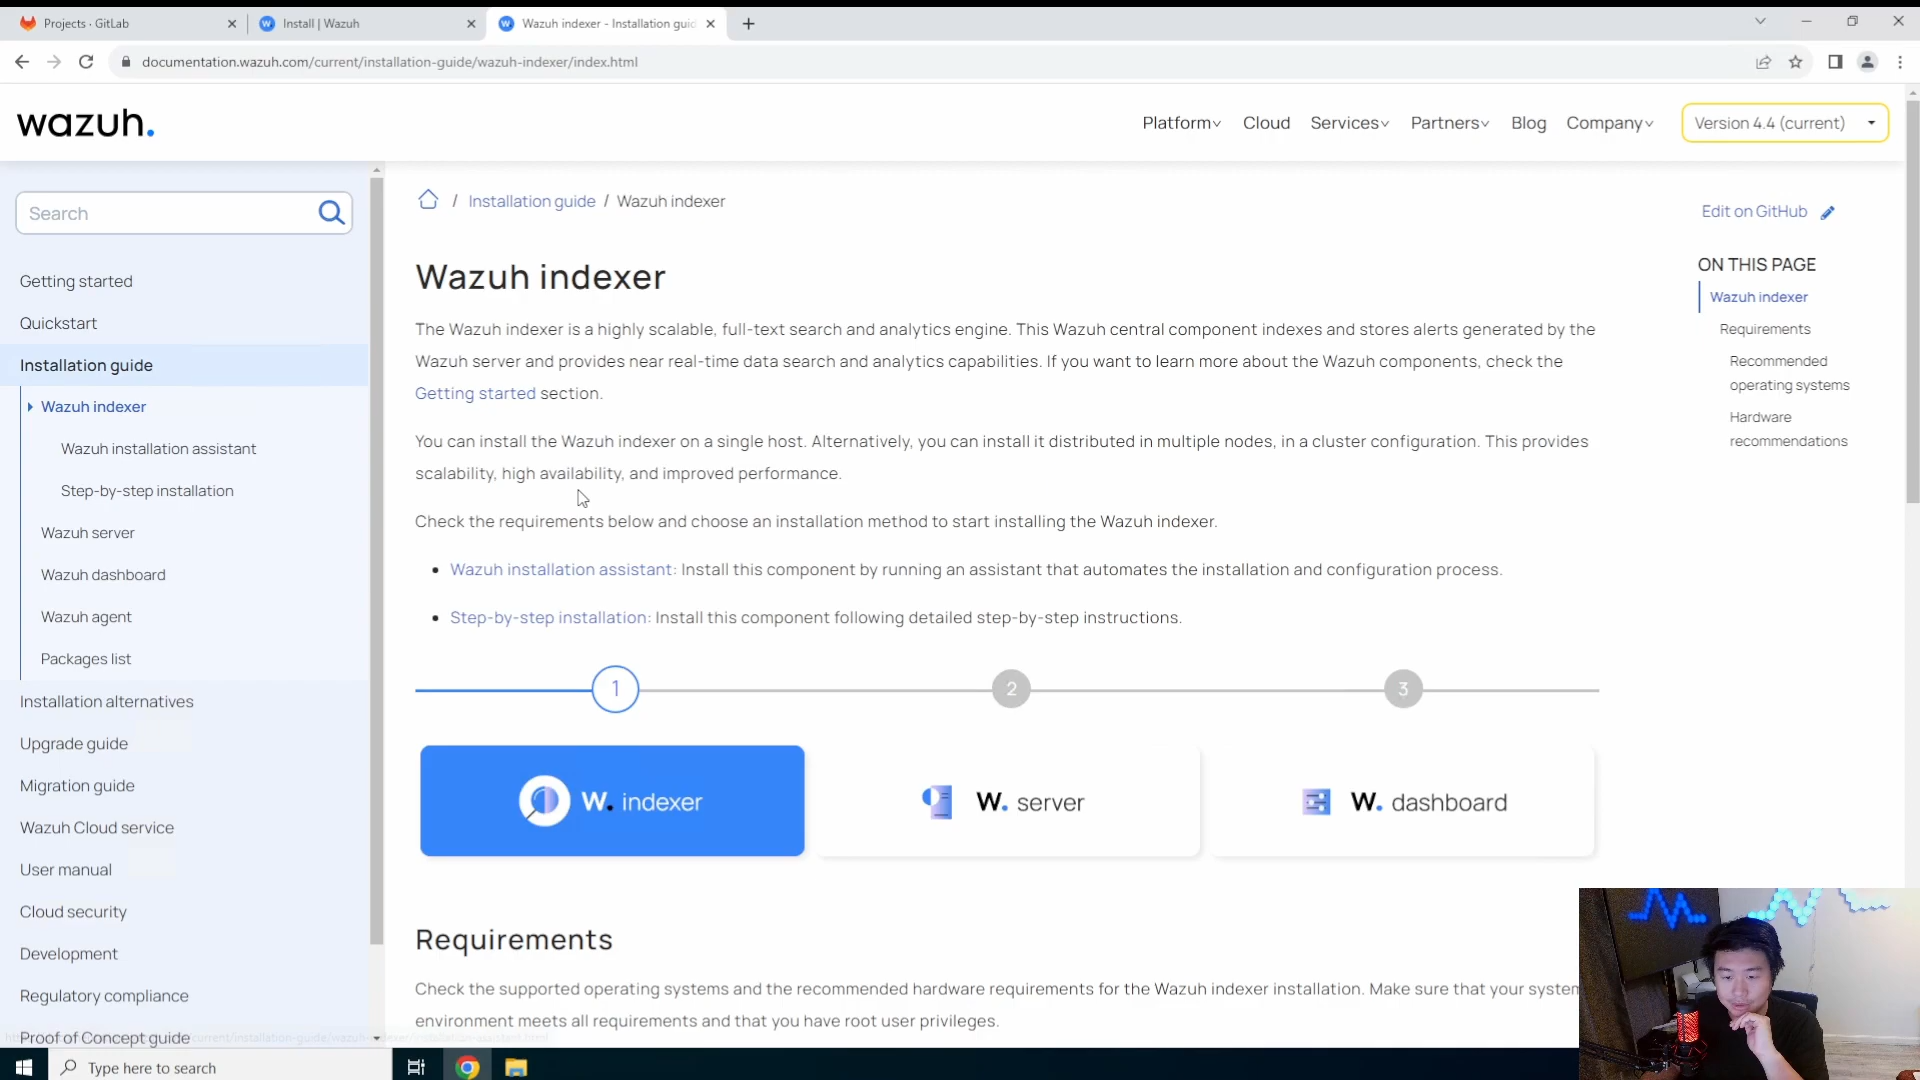 Projects · GitLab
Install | Wazuh
Wazuh indexer - Installation guid
documentation.wazuh.com/current/installation-guide/wazuh-indexer/index.html
wazuh.
Platform
Cloud
Services
Partners
Blog
Company
Version 4.4 (current)
Search
Getting started
Quickstart
Installation guide
Wazuh indexer
Wazuh installation assistant
Step-by-step installation
Wazuh server
Wazuh dashboard
Wazuh agent
Packages list
Installation alternatives
Upgrade guide
Migration guide
Wazuh Cloud service
User manual
Cloud security
Development
Regulatory compliance
Proof of Concept guide
/ Installation guide / Wazuh indexer
Wazuh indexer
The Wazuh indexer is a highly scalable, full-text search and analytics engine. This Wazuh central component indexes and stores alerts generated by the
Wazuh server and provides near real-time data search and analytics capabilities. If you want to learn more about the Wazuh components, check the
Getting started section.
You can install the Wazuh indexer on a single host. Alternatively, you can install it distributed in multiple nodes, in a cluster configuration. This provides
scalability, high availability, and improved performance.
Check the requirements below and choose an installation method to start installing the Wazuh indexer.
Wazuh installation assistant: Install this component by running an assistant that automates the installation and configuration process.
Step-by-step installation: Install this component following detailed step-by-step instructions.
1
2
3
W. indexer
W. server
W. dashboard
Requirements
Check the supported operating systems and the recommended hardware requirements for the Wazuh indexer installation. Make sure that your system
environment meets all requirements and that you have root user privileges.
Edit on GitHub
ON THIS PAGE
Wazuh indexer
Requirements
Recommended
operating systems
Hardware
recommendations
Type here to search